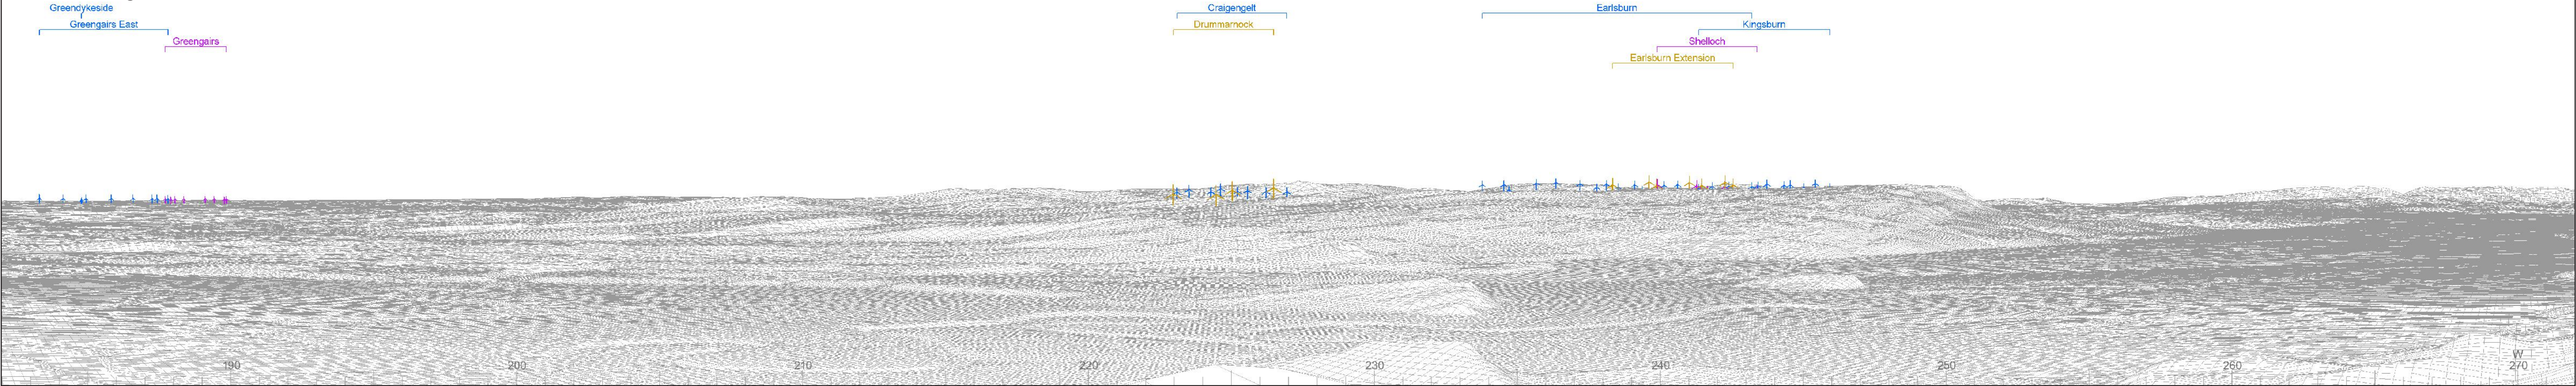 Greendykeside Craigengelt Earlsburn
Greengairs East Drummarnock Kingsburn
Greengairs Shelloch
Earlsburn Extension
W
190 200 210 220 230 240 250 260 270